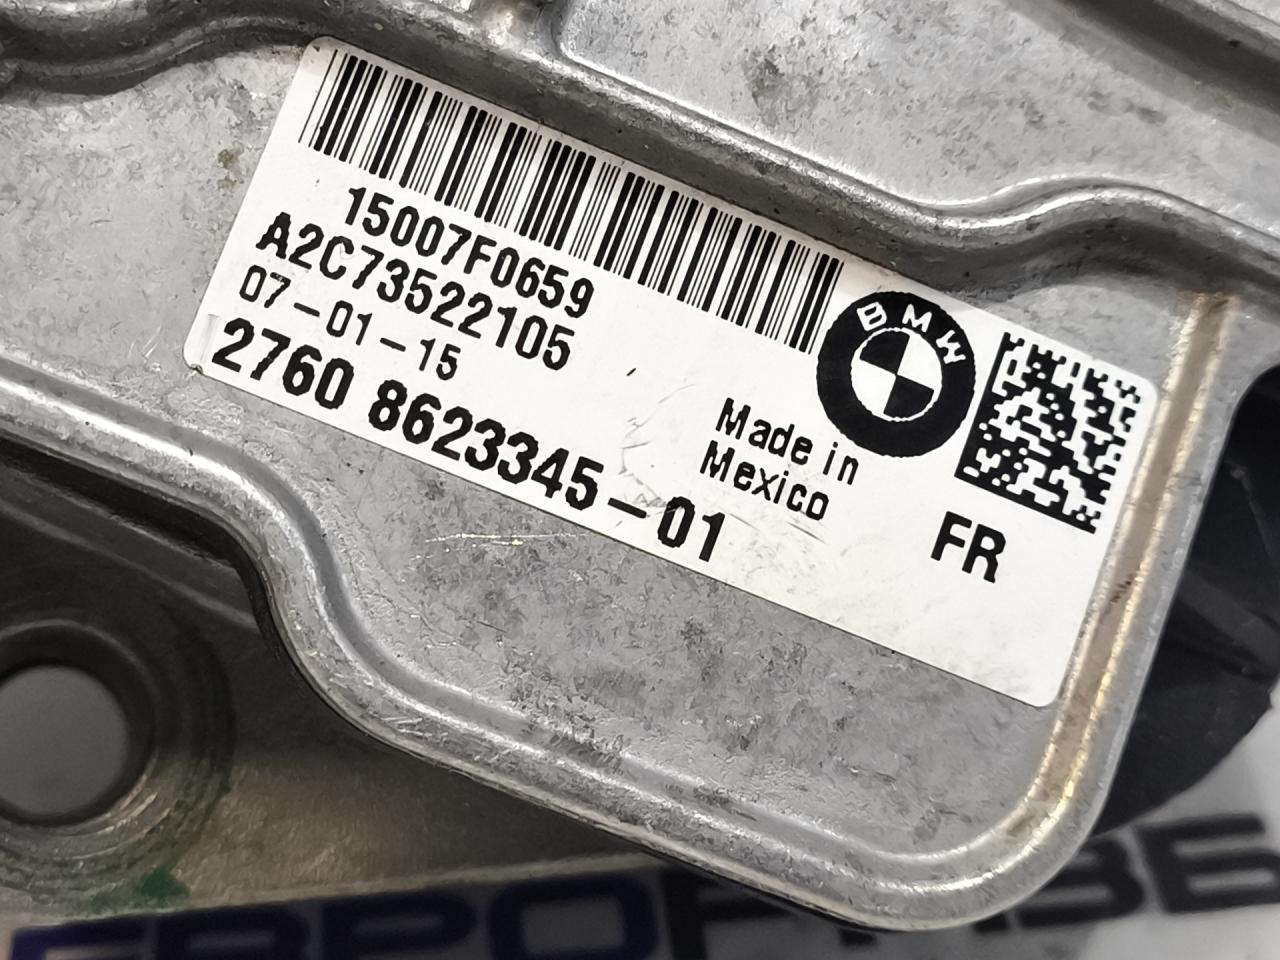 15007F0659
A2C73522105
07-01-15
2760 8623345-01
BMW
Made in
Mexico
FR